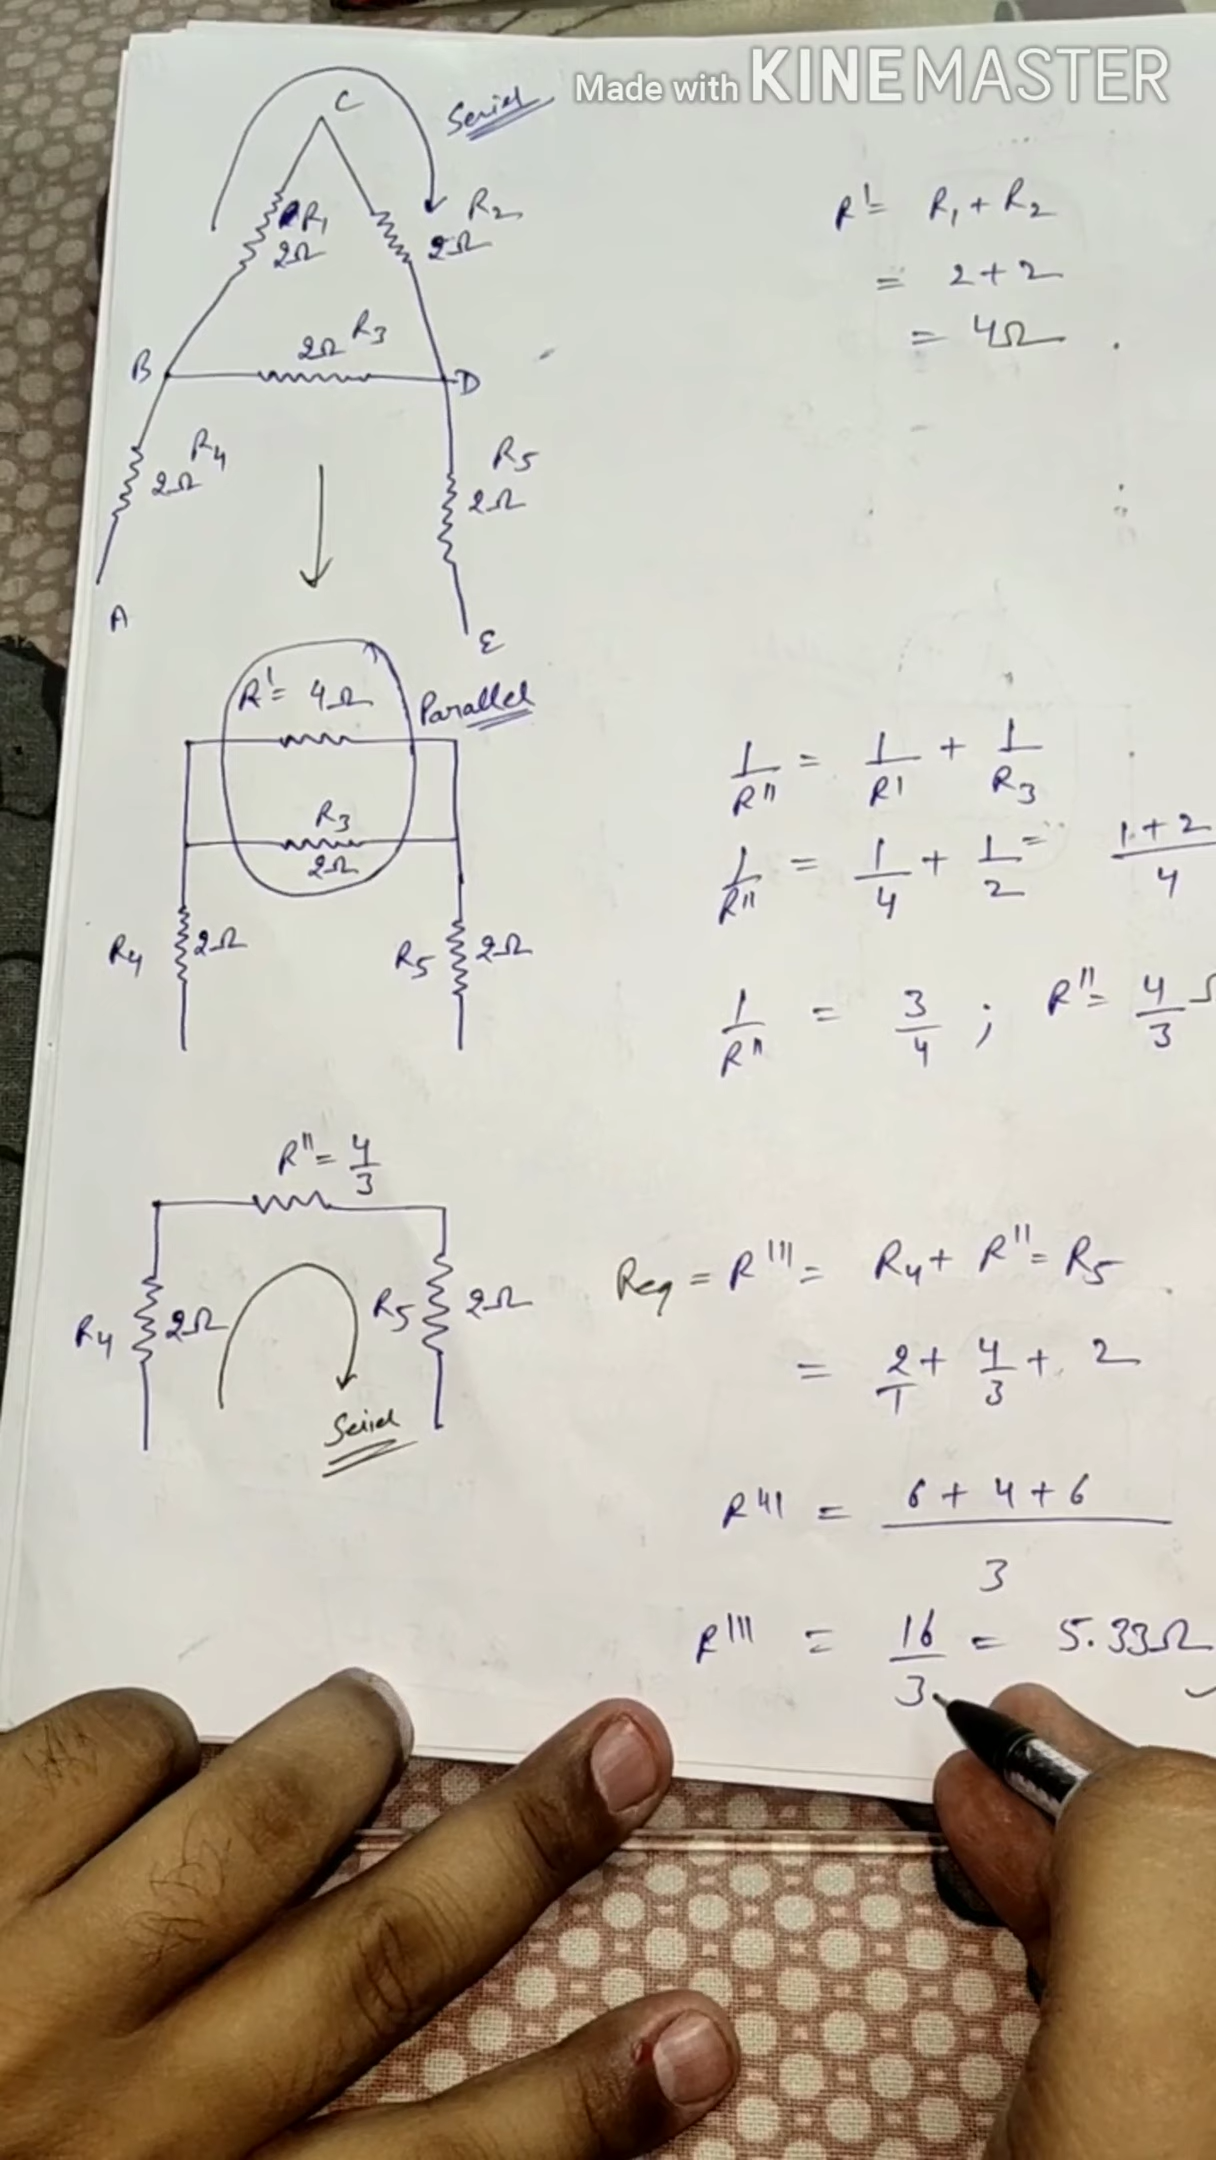 Made with KINEMASTER
C
Series
R1
2Ω
R2
2Ω
R' = R1 + R2
= 2 + 2
= 4Ω
2Ω R3
B
D
R4
2Ω
R5
2Ω
A
E
R' = 4Ω
Parallel
R3
2Ω
R4 2Ω
R5 2Ω
1/R'' = 1/R' + 1/R3
1/R'' = 1/4 + 1/2 = 1+2/4
1/R'' = 3/4 ; R'' = 4/3 Ω
R'' = 4/3
R4 2Ω
R5 2Ω
Series
Req = R''' = R4 + R'' = R5
= 2/1 + 4/3 + 2
R''' = 6 + 4 + 6 / 3
R''' = 16/3 = 5.33Ω